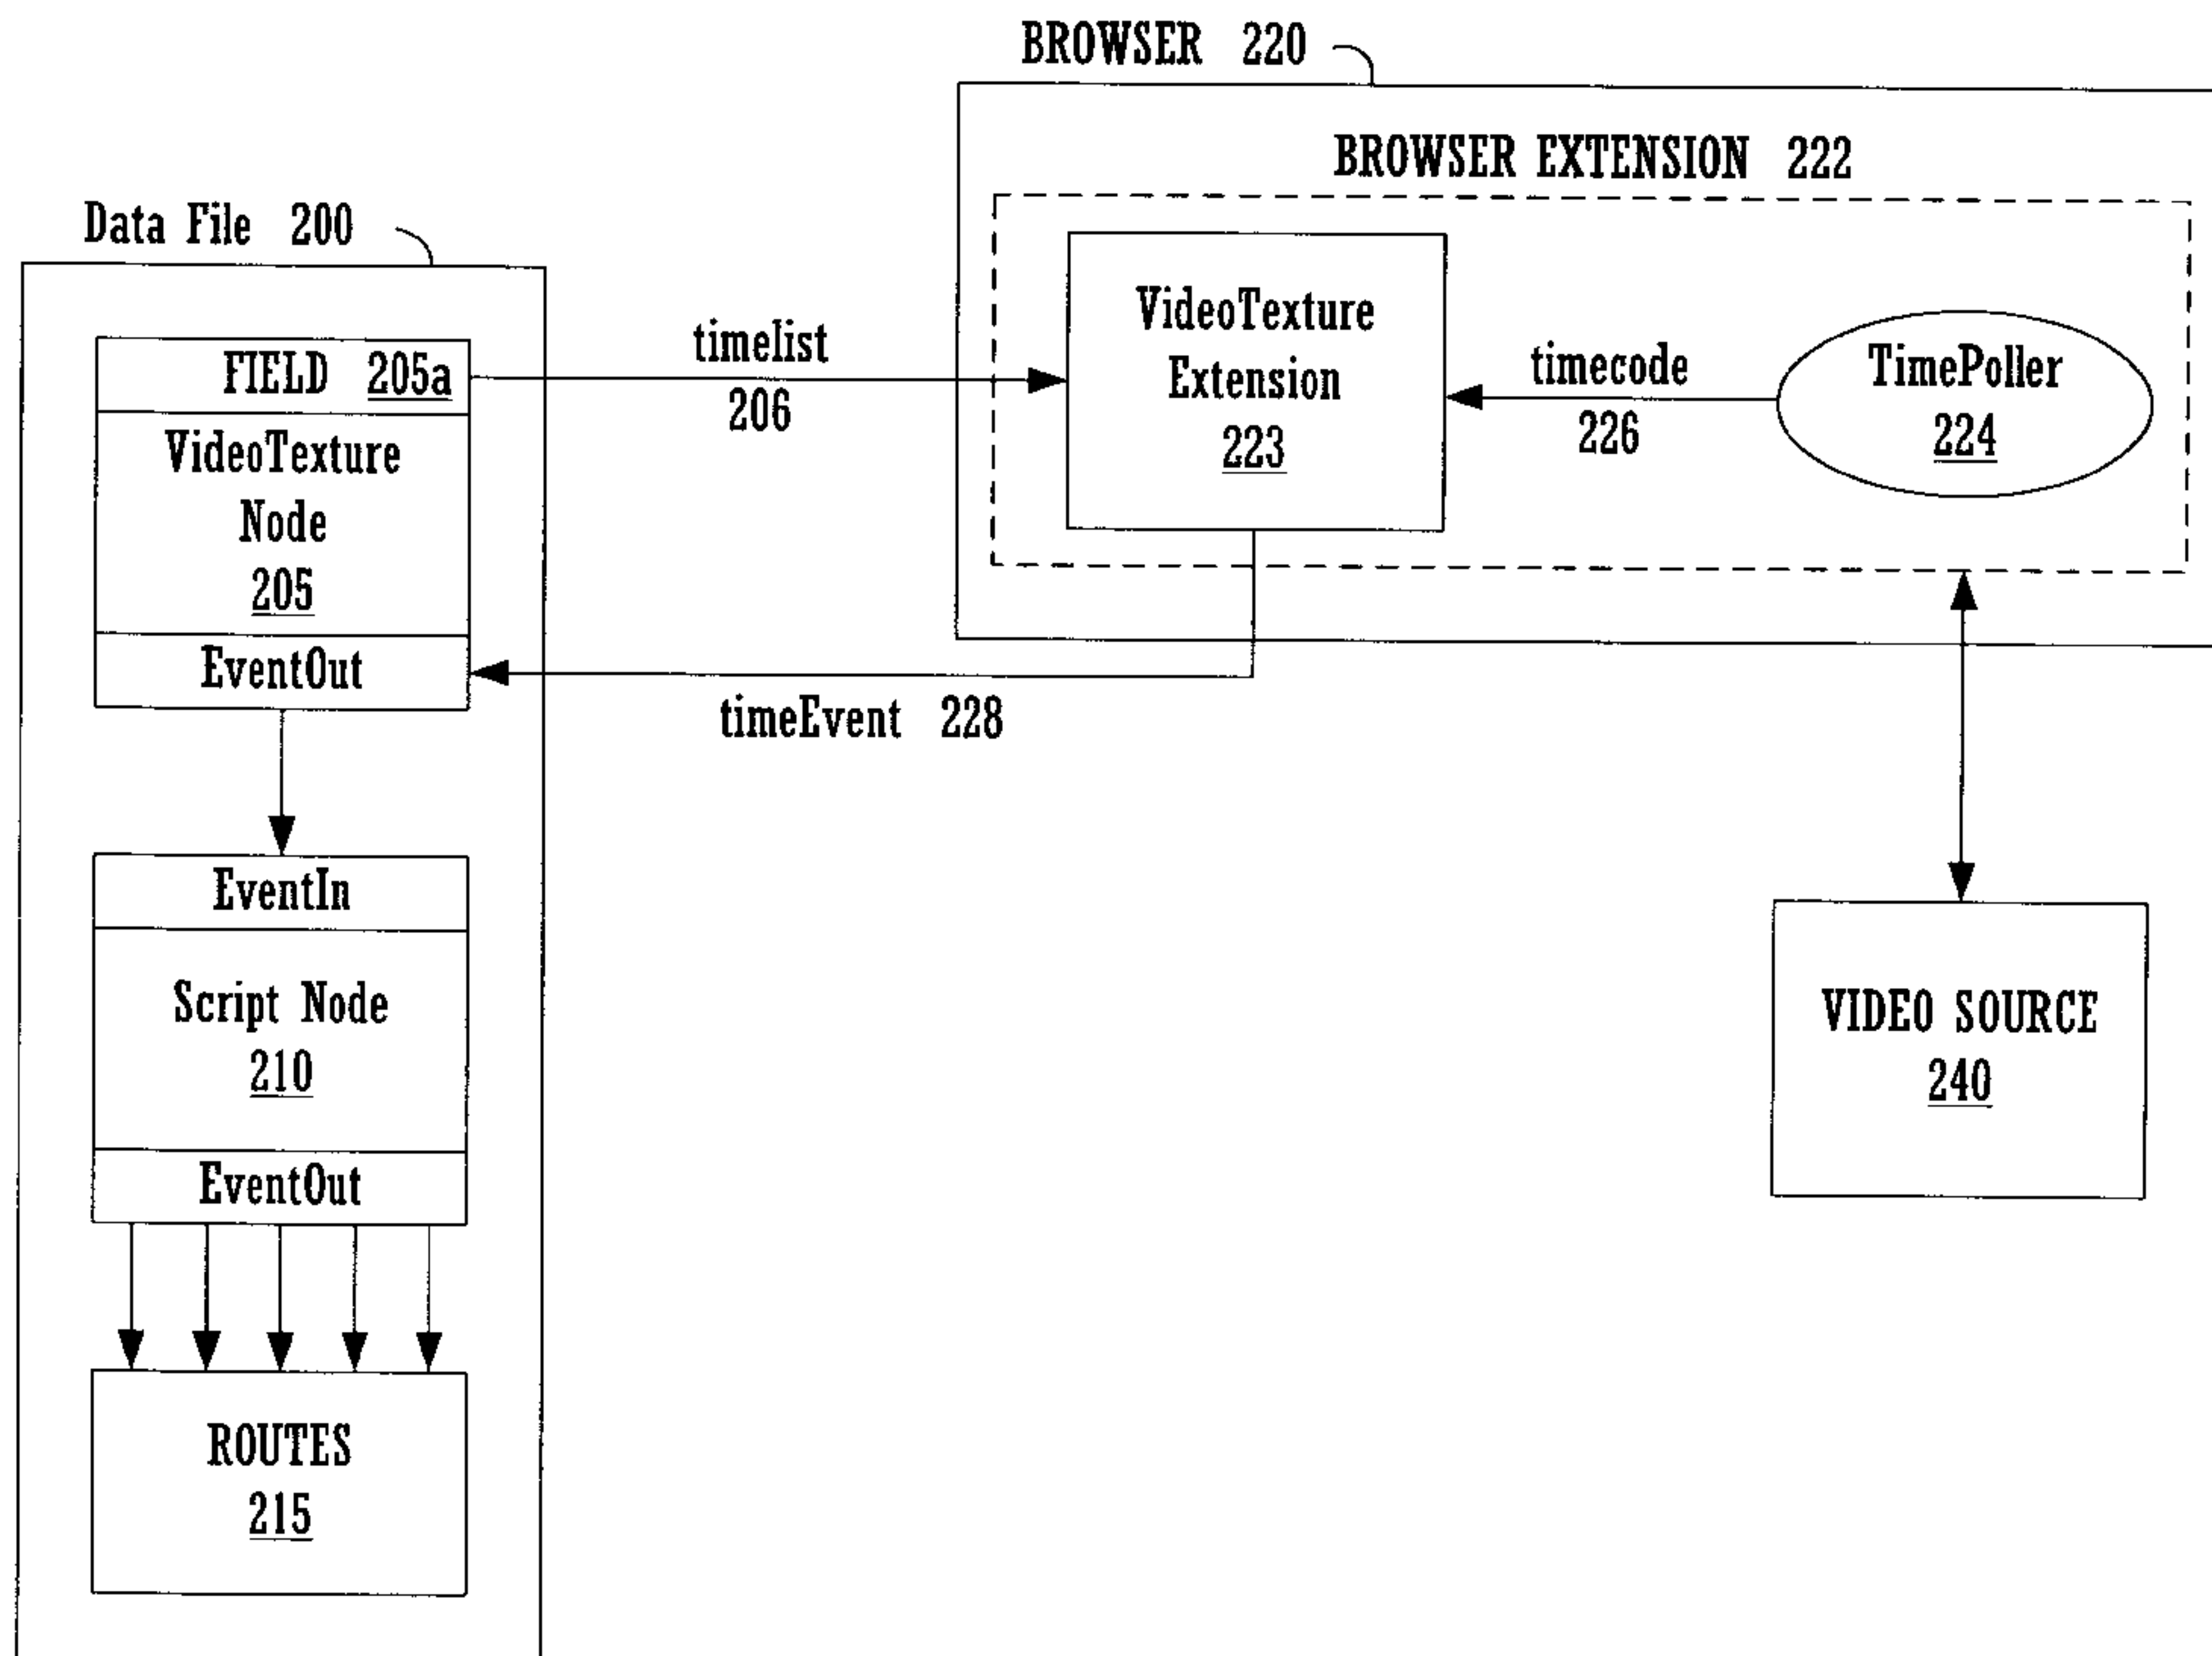 BROWSER 220
BROWSER EXTENSION 222
Data File 200
FIELD 205a
VideoTexture
Node
205
EventOut
timelist
206
VideoTexture
Extension
223
timecode
226
TimePoller
224
timeEvent 228
EventIn
Script Node
210
EventOut
ROUTES
215
VIDEO SOURCE
240